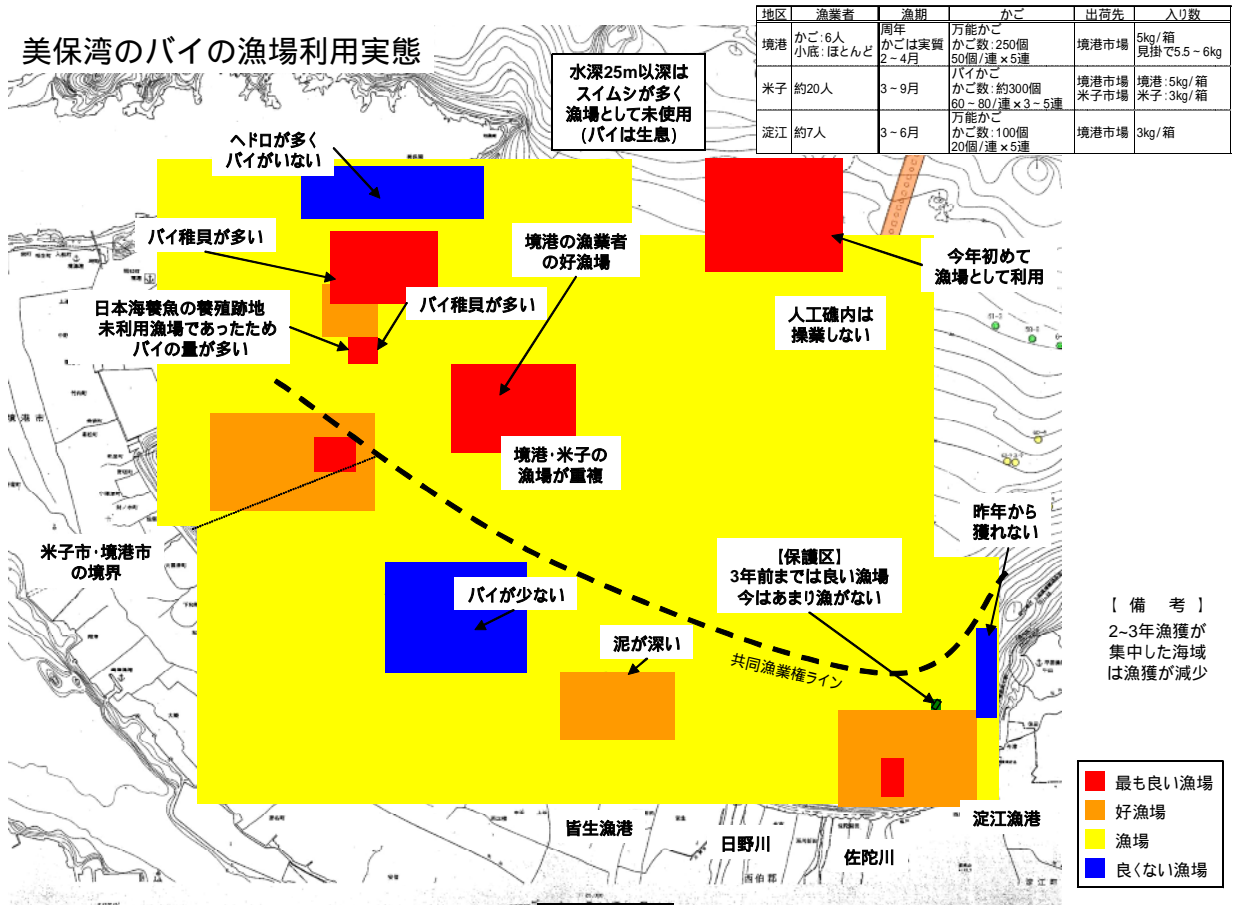 美保湾のバイの漁場利用実態
地区 漁業者 漁期 かご 出荷先 入り数
境港 かご:6人 小底:ほとんど 周年 かごは実質 2~4月 万能かご かご数:250個 50個/連×5連 境港市場 5kg/箱 見掛で5.5~6kg
米子 約20人 3~9月 バイかご かご数:約300個 60~80/連×3~5連 境港市場 米子市場 境港:5kg/箱 米子:3kg/箱
淀江 約7人 3~6月 万能かご かご数:100個 20個/連×5連 境港市場 3kg/箱
水深25m以深は
スイムシが多く
漁場として未使用
(バイは生息)
ヘドロが多く
バイがいない
バイ稚貝が多い
境港の漁業者
の好漁場
今年初めて
漁場として利用
日本海養魚の養殖跡地
未利用漁場であったため
バイの量が多い
バイ稚貝が多い
人工礁内は
操業しない
境港市
境港・米子の
漁場が重複
昨年から
獲れない
米子市・境港市
の境界
【保護区】
3年前までは良い漁場
今はあまり漁がない
バイが少ない
泥が深い
共同漁業権ライン
【備考】
2~3年漁獲が
集中した海域
は漁獲が減少
最も良い漁場
好漁場
漁場
良くない漁場
皆生漁港
日野川
佐陀川
淀江漁港
西伯郡
淀江町